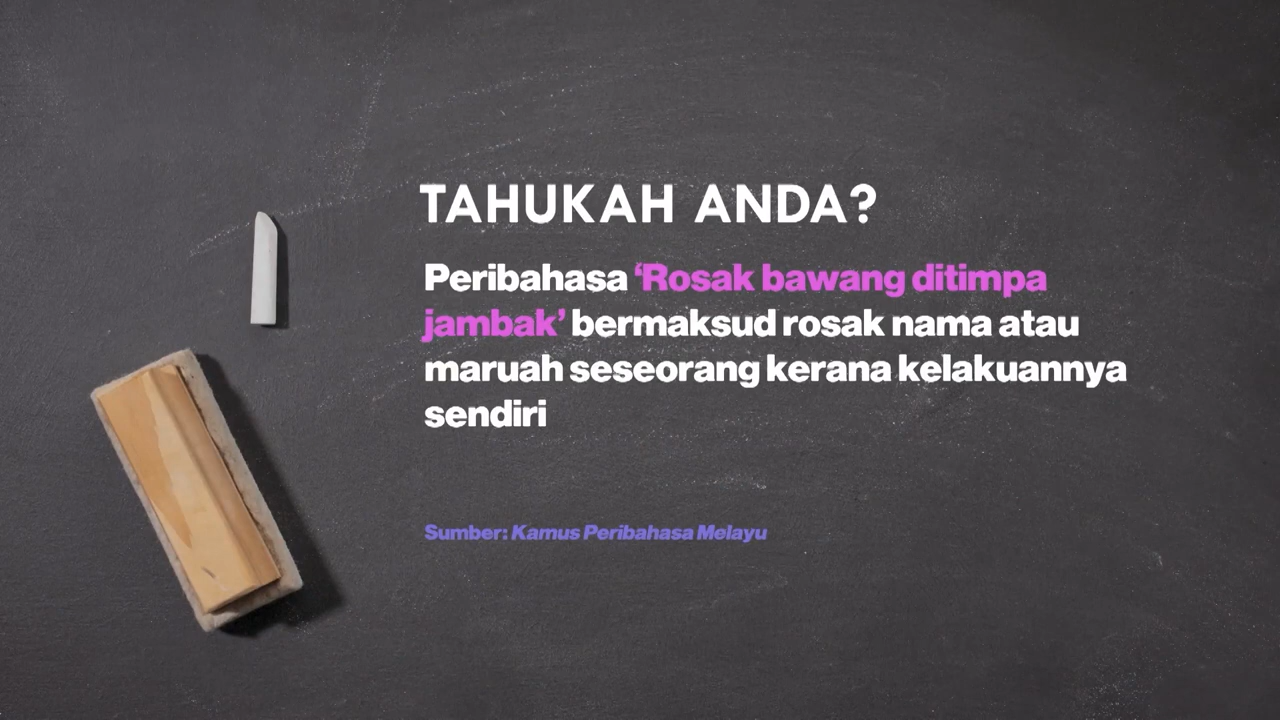 TAHUKAH ANDA?
Peribahasa ‘Rosak bawang ditimpa
jambak’ bermaksud rosak nama atau
maruah seseorang kerana kelakuannya
sendiri
Sumber: Kamus Peribahasa Melayu